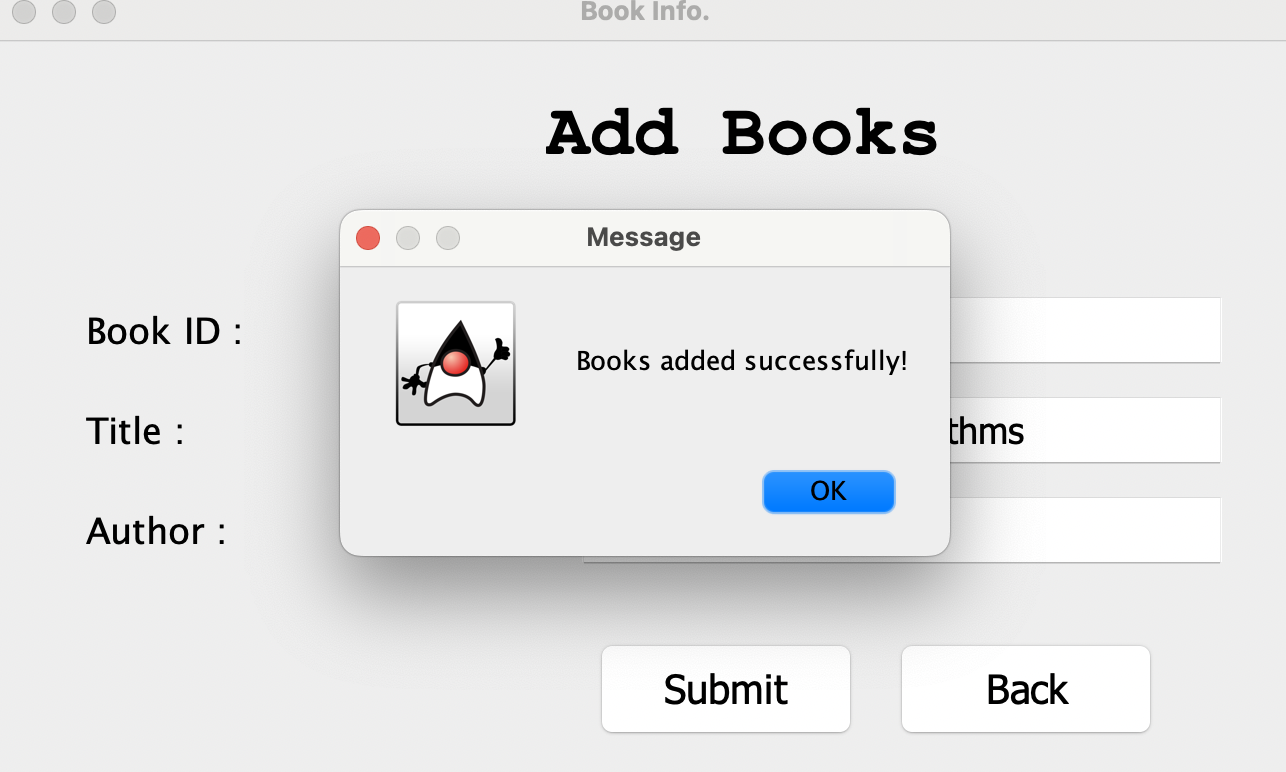 Book Info.
Add Books
Message
Book ID :
Books added successfully!
Title :
thms
OK
Author :
Submit
Back